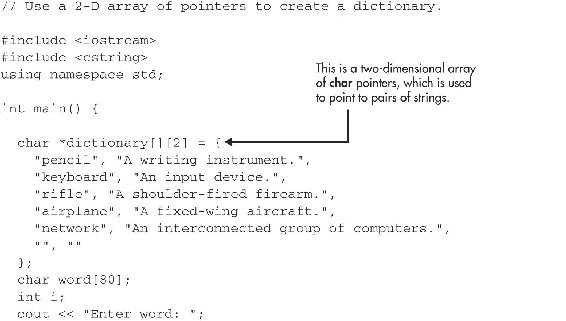 // Use a 2-D array of pointers to create a dictionary.
#include <iostream>
#include <cstring>
using namespace std;
This is a two-dimensional array
of char pointers, which is used
to point to pairs of strings.
int main() {
char *dictionary[][2] = {
"pencil", "A writing instrument.",
"keyboard", "An input device.",
"rifle", "A shoulder-fired firearm.",
"airplane", "A fixed-wing aircraft.",
"network", "An interconnected group of computers.",
"", ""
};
char word[80];
int i;
cout << "Enter word: ";